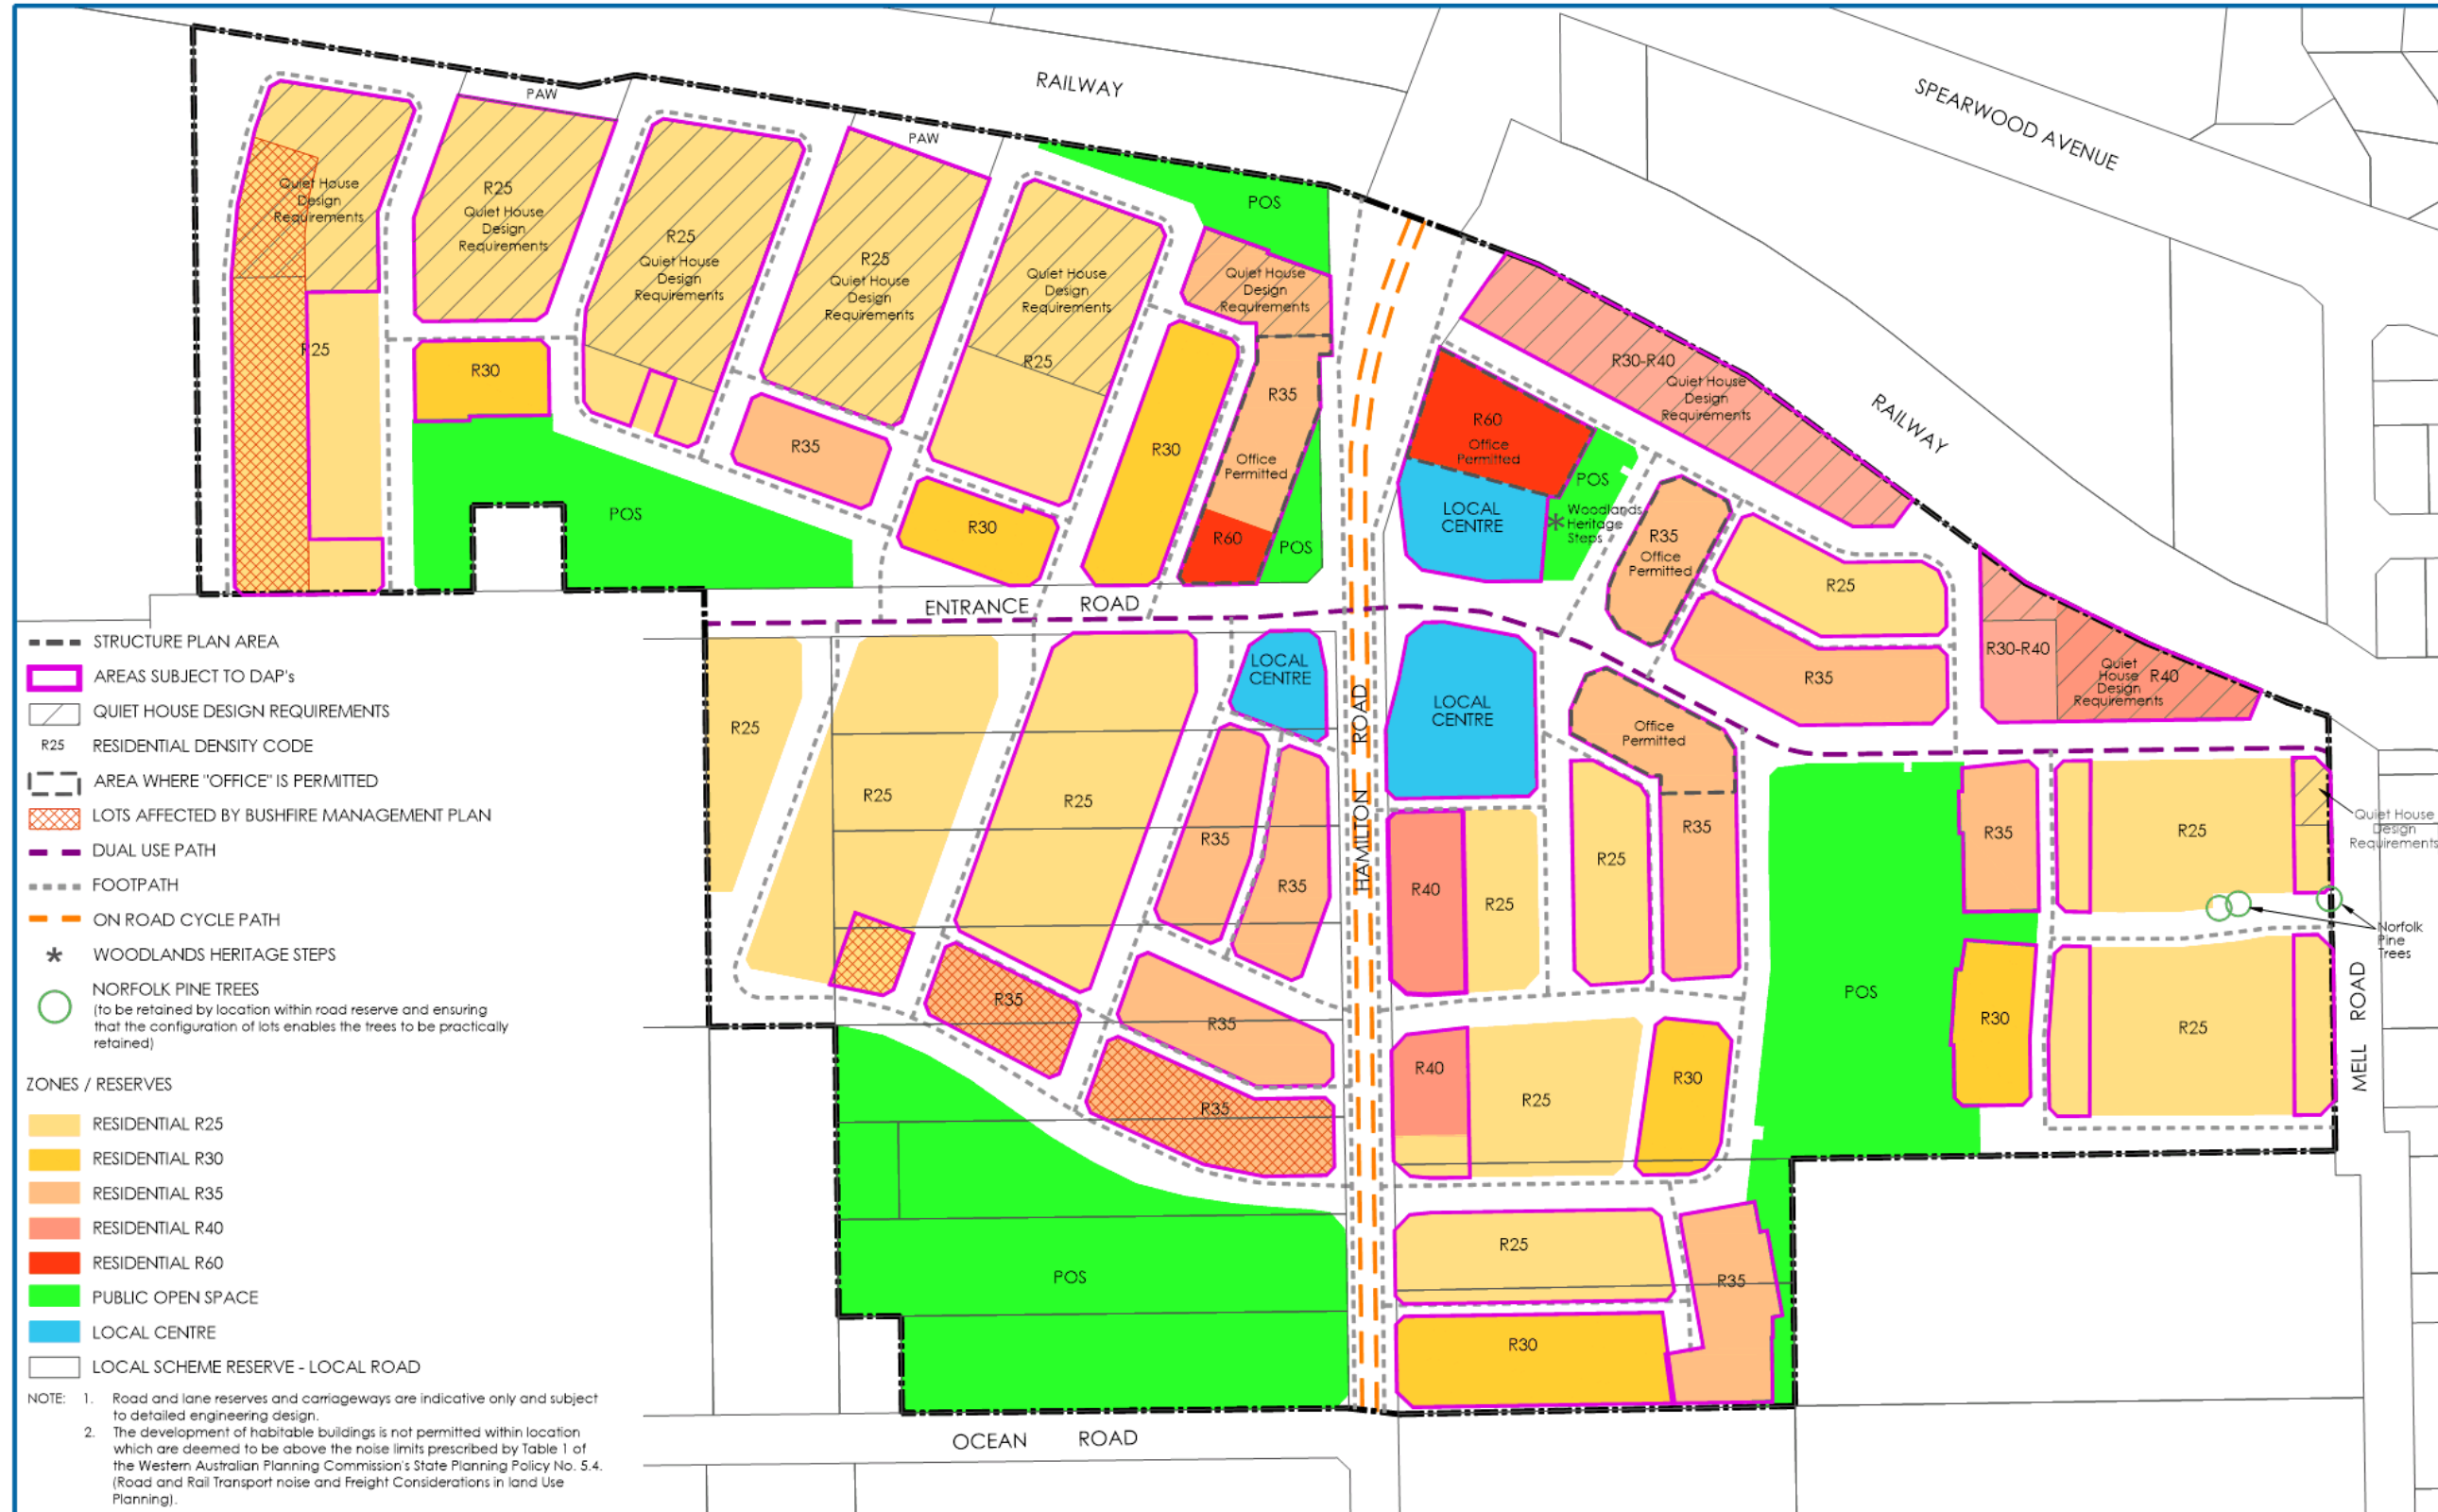 RAILWAY
SPEARWOOD AVENUE
PAW
PAW
POS
Quiet House
Design
Requirements
R25
Quiet House
Design
Requirements
R25
Quiet House
Design
Requirements
R25
Quiet House
Design
Requirements
Quiet House
Design
Requirements
Quiet House
Design
Requirements
R25
R30
R25
R35
R30
R35
Office
Permitted
R30
R60
POS
POS
R30-R40
Quiet House
Design
Requirements
RAILWAY
R60
Office
Permitted
POS
LOCAL
CENTRE
Woodlands
Heritage
Steps
R35
Office
Permitted
R25
R35
R30-R40
Quiet
House
Design
Requirements
R40
ENTRANCE ROAD
HAMILTON ROAD
LOCAL
CENTRE
LOCAL
CENTRE
Office
Permitted
R25
R25
R25
R35
R35
R40
R25
R25
R35
R35
R25
Quiet House
Design
Requirements
Norfolk
Pine
Trees
R35
R35
R35
R40
R25
R30
POS
R30
R25
MELL ROAD
POS
R25
R35
R30
OCEAN ROAD
STRUCTURE PLAN AREA
AREAS SUBJECT TO DAP's
QUIET HOUSE DESIGN REQUIREMENTS
R25 RESIDENTIAL DENSITY CODE
AREA WHERE "OFFICE" IS PERMITTED
LOTS AFFECTED BY BUSHFIRE MANAGEMENT PLAN
DUAL USE PATH
FOOTPATH
ON ROAD CYCLE PATH
WOODLANDS HERITAGE STEPS
NORFOLK PINE TREES
(to be retained by location within road reserve and ensuring
that the configuration of lots enables the trees to be practically
retained)
ZONES / RESERVES
RESIDENTIAL R25
RESIDENTIAL R30
RESIDENTIAL R35
RESIDENTIAL R40
RESIDENTIAL R60
PUBLIC OPEN SPACE
LOCAL CENTRE
LOCAL SCHEME RESERVE - LOCAL ROAD
NOTE: 1. Road and lane reserves and carriageways are indicative only and subject
to detailed engineering design.
2. The development of habitable buildings is not permitted within location
which are deemed to be above the noise limits prescribed by Table 1 of
the Western Australian Planning Commission's State Planning Policy No. 5.4.
(Road and Rail Transport noise and Freight Considerations in land Use
Planning).